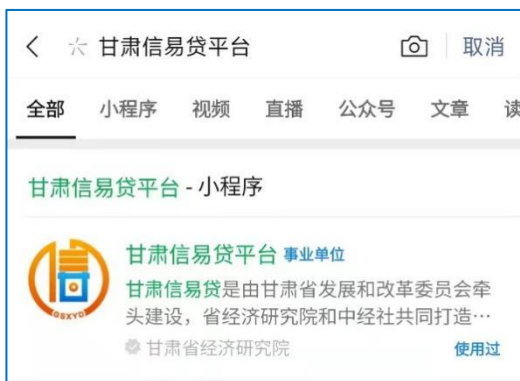 甘肃信易贷平台 取消
全部 小程序 视频 直播 公众号 文章 读
甘肃信易贷平台 - 小程序
甘肃信易贷平台 事业单位
甘肃信易贷是由甘肃省发展和改革委员会牵
头建设，省经济研究院和中经社共同打造…
GSXYD
甘肃省经济研究院 使用过